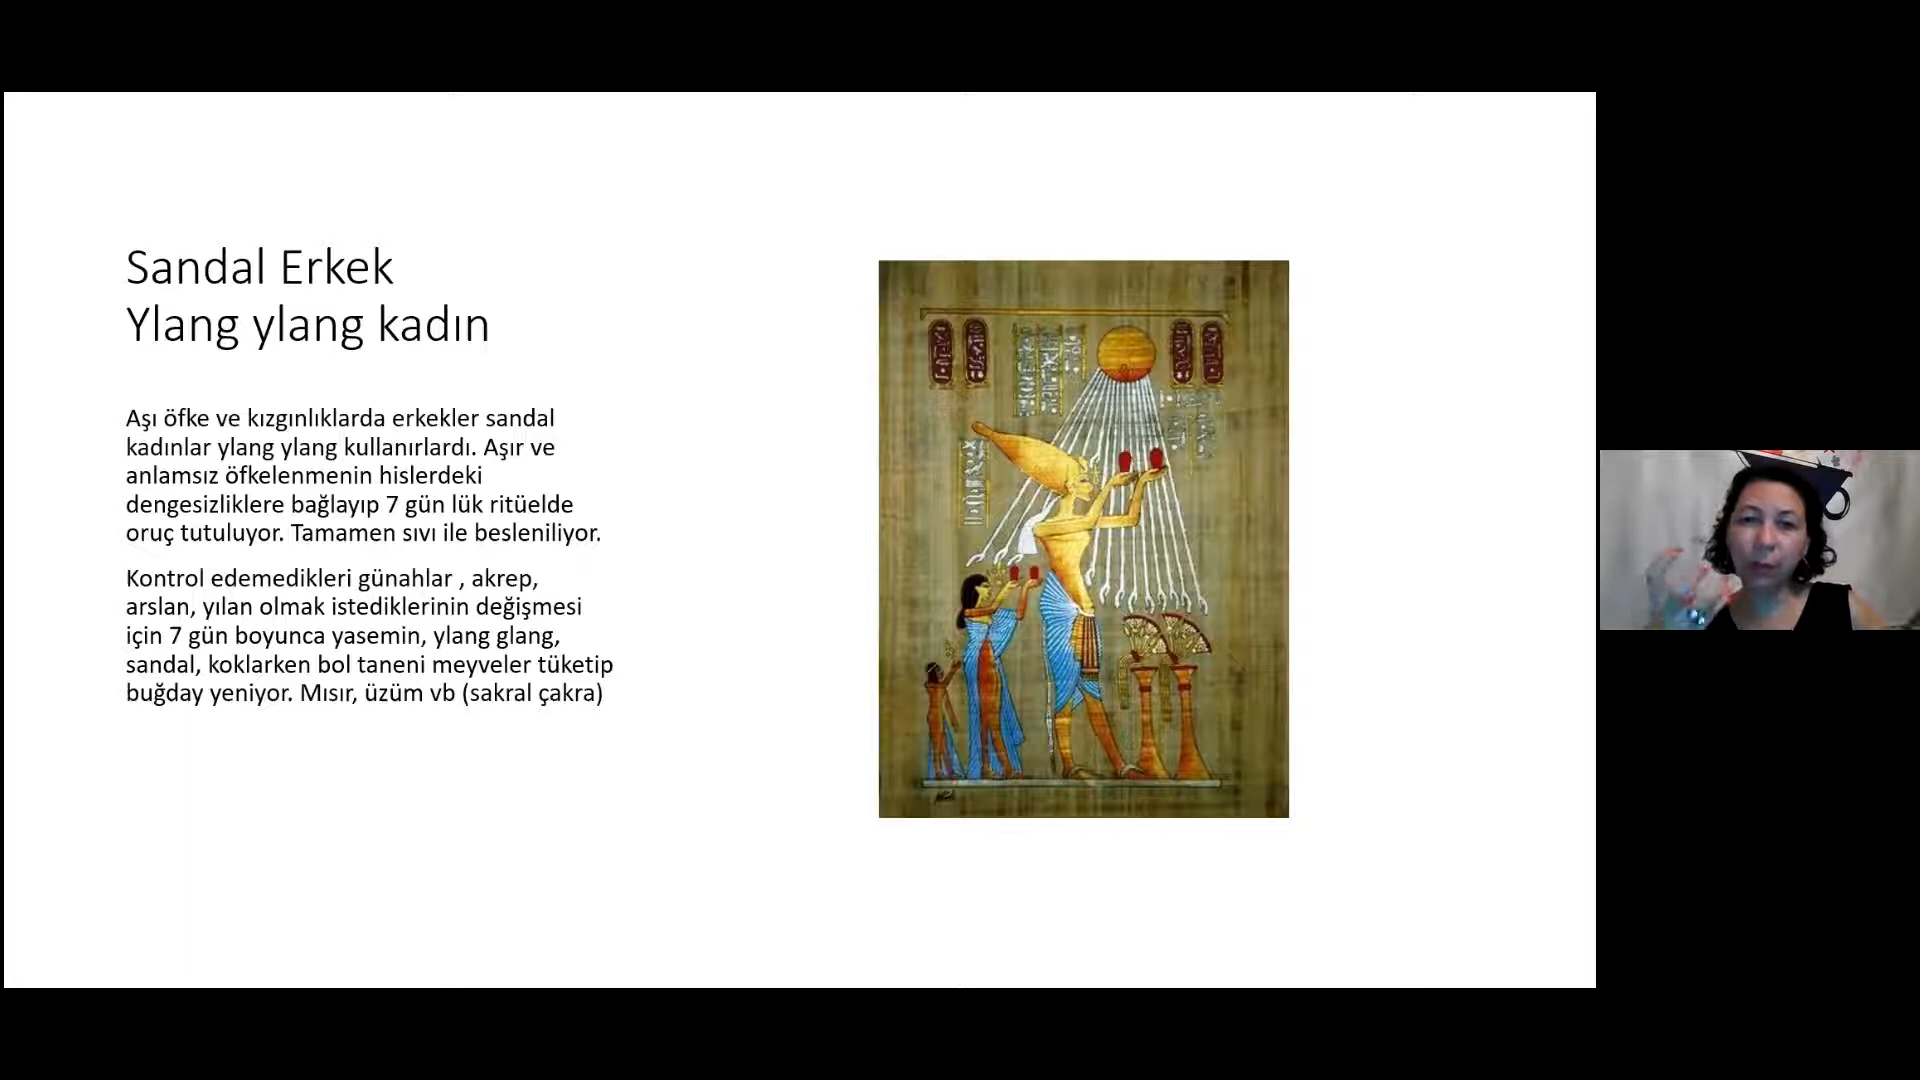 Sandal Erkek
Ylang ylang kadın
Aşı öfke ve kızgınlıklarda erkekler sandal
kadınlar ylang ylang kullanırlardı. Aşır ve
anlamsız öfkelenmenin hislerdeki
dengesizliklere bağlayıp 7 gün lük ritüelde
oruç tutuluyor. Tamamen sıvı ile besleniliyor.
Kontrol edemedikleri günahlar , akrep,
arslan, yılan olmak istediklerinin değişmesi
için 7 gün boyunca yasemin, ylang glang,
sandal, koklarken bol taneni meyveler tüketip
buğday yeniyor. Mısır, üzüm vb (sakral çakra)